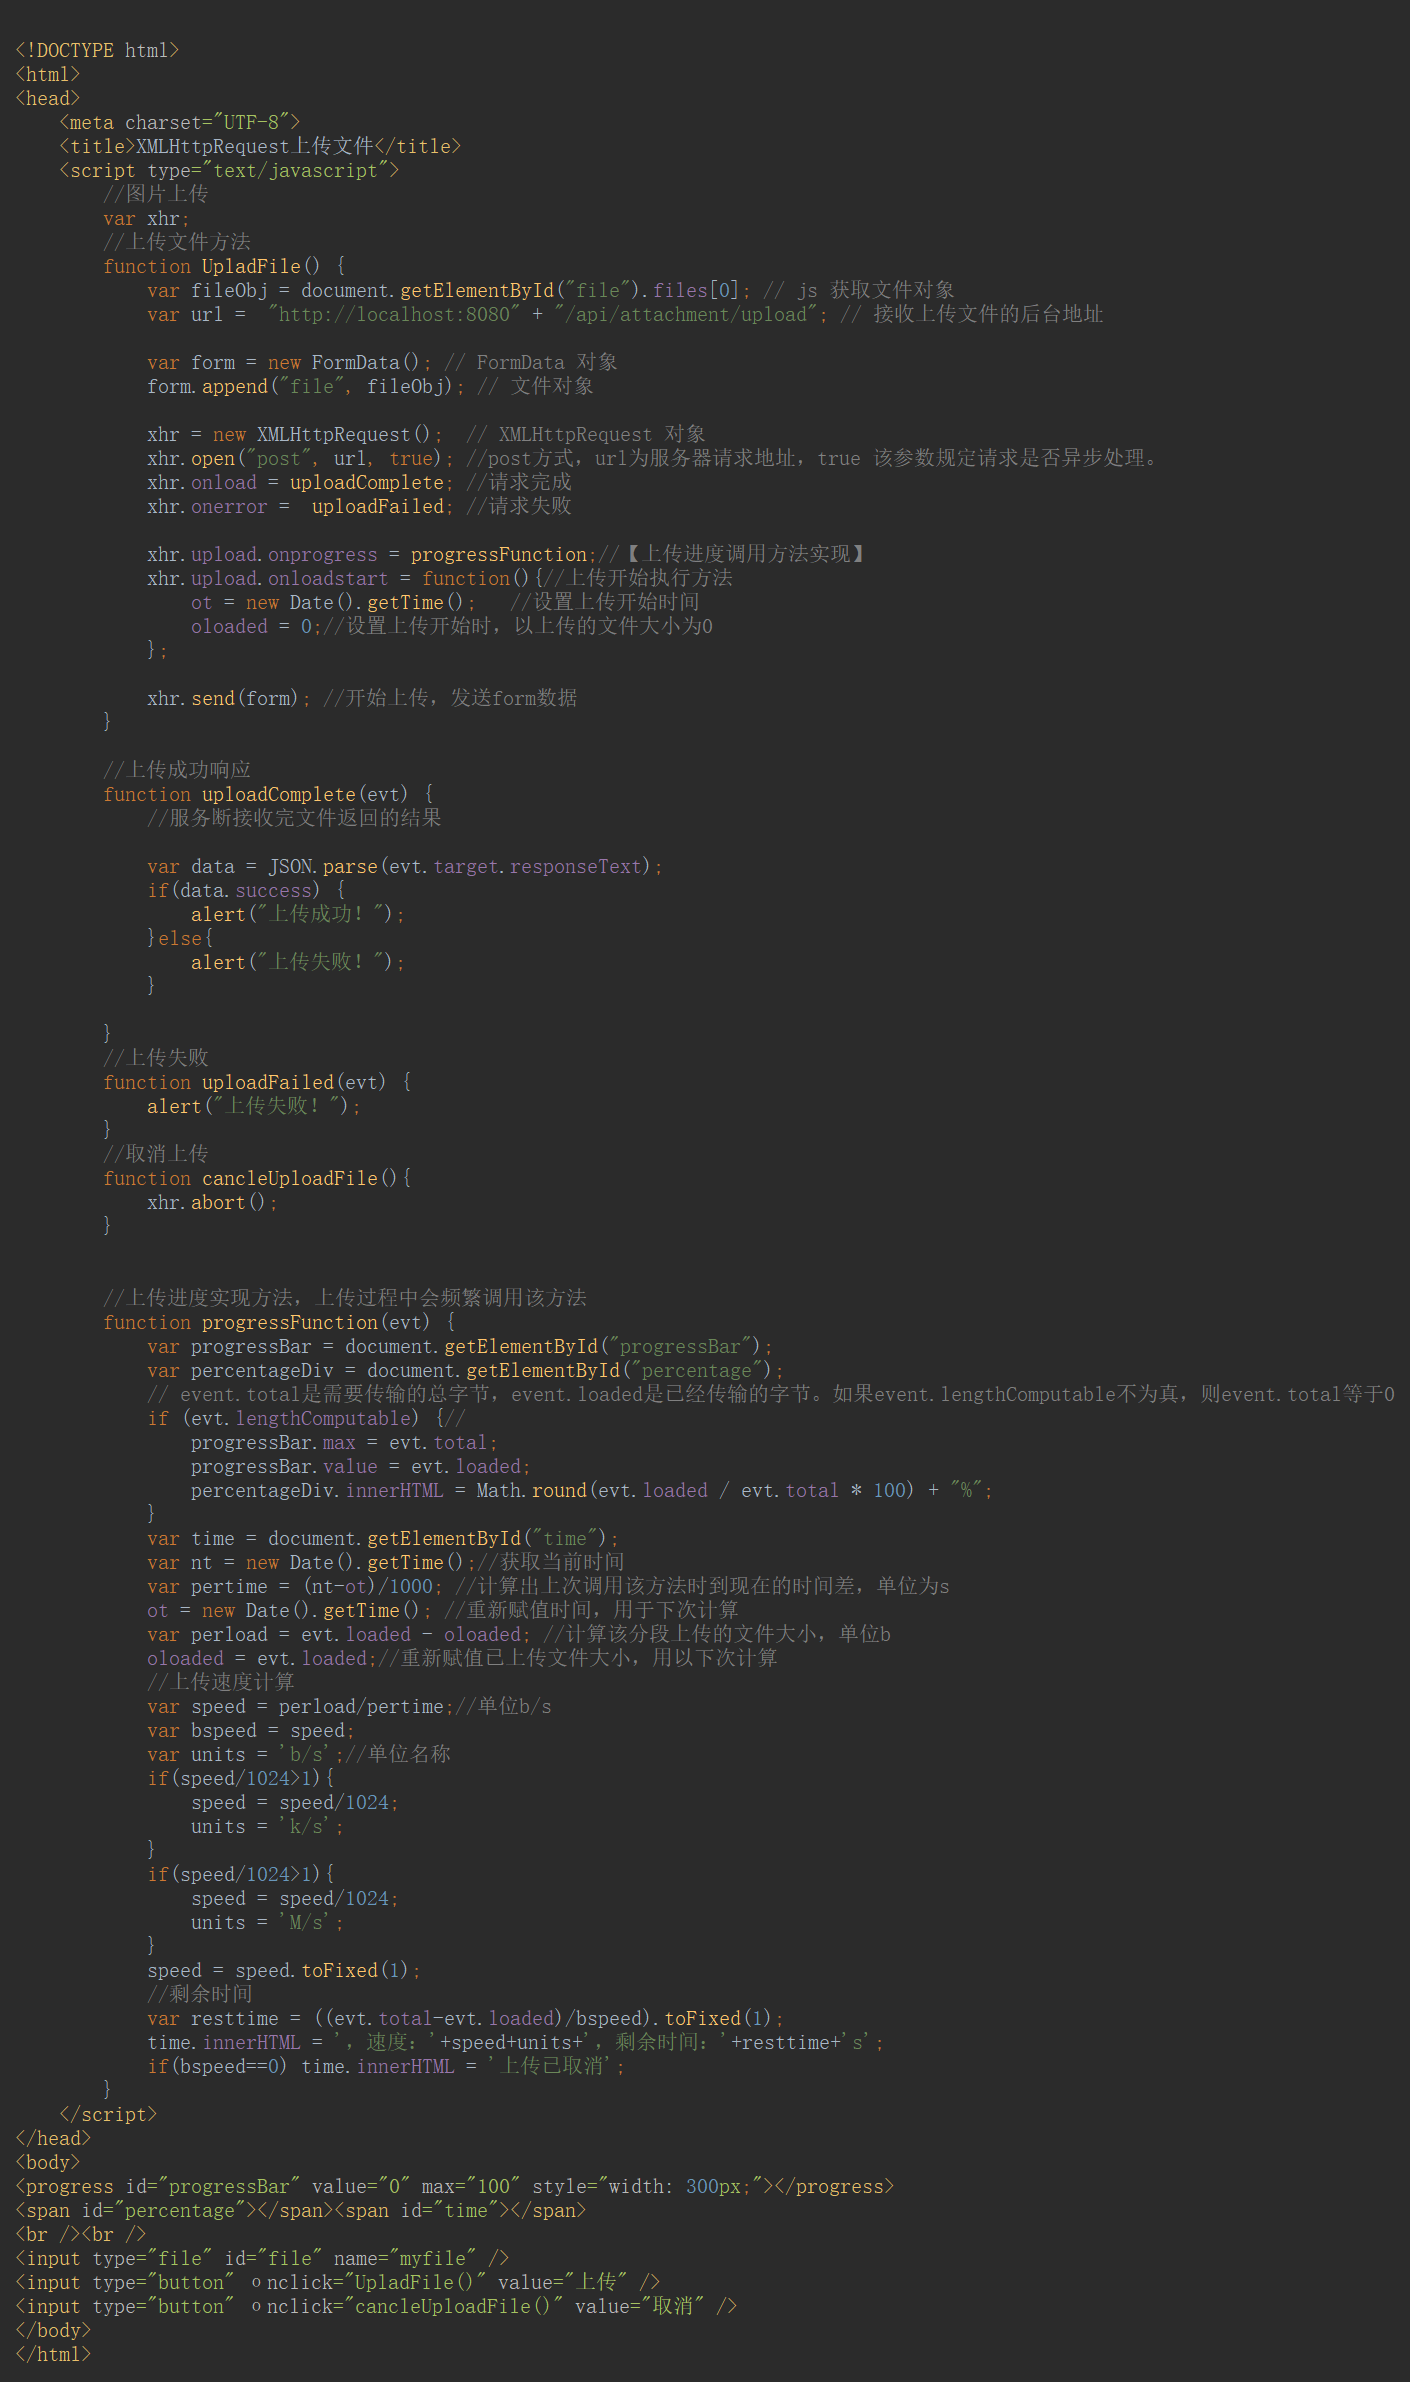 <!DOCTYPE html>
<html>
<head>
    <meta charset="UTF-8">
    <title>XMLHttpRequest上传文件</title>
    <script type="text/javascript">
        //图片上传
        var xhr;
        //上传文件方法
        function UpladFile() {
            var fileObj = document.getElementById("file").files[0]; // js 获取文件对象
            var url =  "http://localhost:8080" + "/api/attachment/upload"; // 接收上传文件的后台地址

            var form = new FormData(); // FormData 对象
            form.append("file", fileObj); // 文件对象

            xhr = new XMLHttpRequest();  // XMLHttpRequest 对象
            xhr.open("post", url, true); //post方式，url为服务器请求地址，true 该参数规定请求是否异步处理。
            xhr.onload = uploadComplete; //请求完成
            xhr.onerror =  uploadFailed; //请求失败

            xhr.upload.onprogress = progressFunction;//【上传进度调用方法实现】
            xhr.upload.onloadstart = function(){//上传开始执行方法
                ot = new Date().getTime();   //设置上传开始时间
                oloaded = 0;//设置上传开始时，以上传的文件大小为0
            };

            xhr.send(form); //开始上传，发送form数据
        }

        //上传成功响应
        function uploadComplete(evt) {
            //服务断接收完文件返回的结果

            var data = JSON.parse(evt.target.responseText);
            if(data.success) {
                alert("上传成功！");
            }else{
                alert("上传失败！");
            }

        }
        //上传失败
        function uploadFailed(evt) {
            alert("上传失败！");
        }
        //取消上传
        function cancleUploadFile(){
            xhr.abort();
        }


        //上传进度实现方法，上传过程中会频繁调用该方法
        function progressFunction(evt) {
            var progressBar = document.getElementById("progressBar");
            var percentageDiv = document.getElementById("percentage");
            // event.total是需要传输的总字节，event.loaded是已经传输的字节。如果event.lengthComputable不为真，则event.total等于0
            if (evt.lengthComputable) {//
                progressBar.max = evt.total;
                progressBar.value = evt.loaded;
                percentageDiv.innerHTML = Math.round(evt.loaded / evt.total * 100) + "%";
            }
            var time = document.getElementById("time");
            var nt = new Date().getTime();//获取当前时间
            var pertime = (nt-ot)/1000; //计算出上次调用该方法时到现在的时间差，单位为s
            ot = new Date().getTime(); //重新赋值时间，用于下次计算
            var perload = evt.loaded - oloaded; //计算该分段上传的文件大小，单位b
            oloaded = evt.loaded;//重新赋值已上传文件大小，用以下次计算
            //上传速度计算
            var speed = perload/pertime;//单位b/s
            var bspeed = speed;
            var units = 'b/s';//单位名称
            if(speed/1024>1){
                speed = speed/1024;
                units = 'k/s';
            }
            if(speed/1024>1){
                speed = speed/1024;
                units = 'M/s';
            }
            speed = speed.toFixed(1);
            //剩余时间
            var resttime = ((evt.total-evt.loaded)/bspeed).toFixed(1);
            time.innerHTML = '，速度：'+speed+units+'，剩余时间：'+resttime+'s';
            if(bspeed==0) time.innerHTML = '上传已取消';
        }
    </script>
</head>
<body>
<progress id="progressBar" value="0" max="100" style="width: 300px;"></progress>
<span id="percentage"></span><span id="time"></span>
<br /><br />
<input type="file" id="file" name="myfile" />
<input type="button" οnclick="UpladFile()" value="上传" />
<input type="button" οnclick="cancleUploadFile()" value="取消" />
</body>
</html>